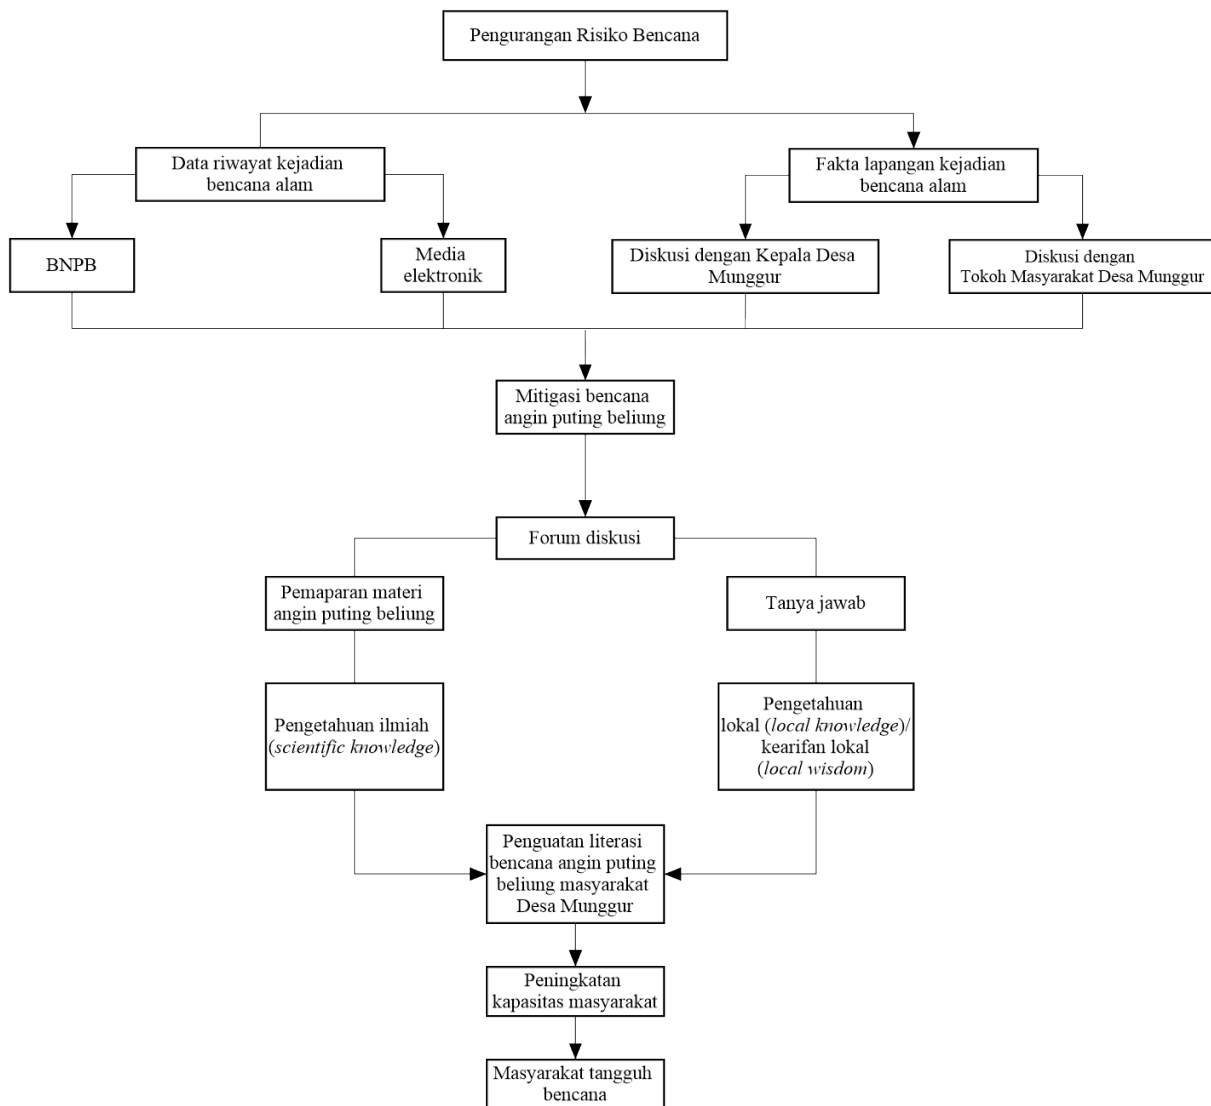 Pengurangan Risiko Bencana
Data riwayat kejadian
bencana alam
Fakta lapangan kejadian
bencana alam
BNPB
Media
elektronik
Diskusi dengan Kepala Desa
Munggur
Diskusi dengan
Tokoh Masyarakat Desa Munggur
Mitigasi bencana
angin puting beliung
Forum diskusi
Pemaparan materi
angin puting beliung
Tanya jawab
Pengetahuan ilmiah
(scientific knowledge)
Pengetahuan
lokal (local knowledge)/
kearifan lokal
(local wisdom)
Penguatan literasi
bencana angin puting
beliung masyarakat
Desa Munggur
Peningkatan
kapasitas masyarakat
Masyarakat tangguh
bencana